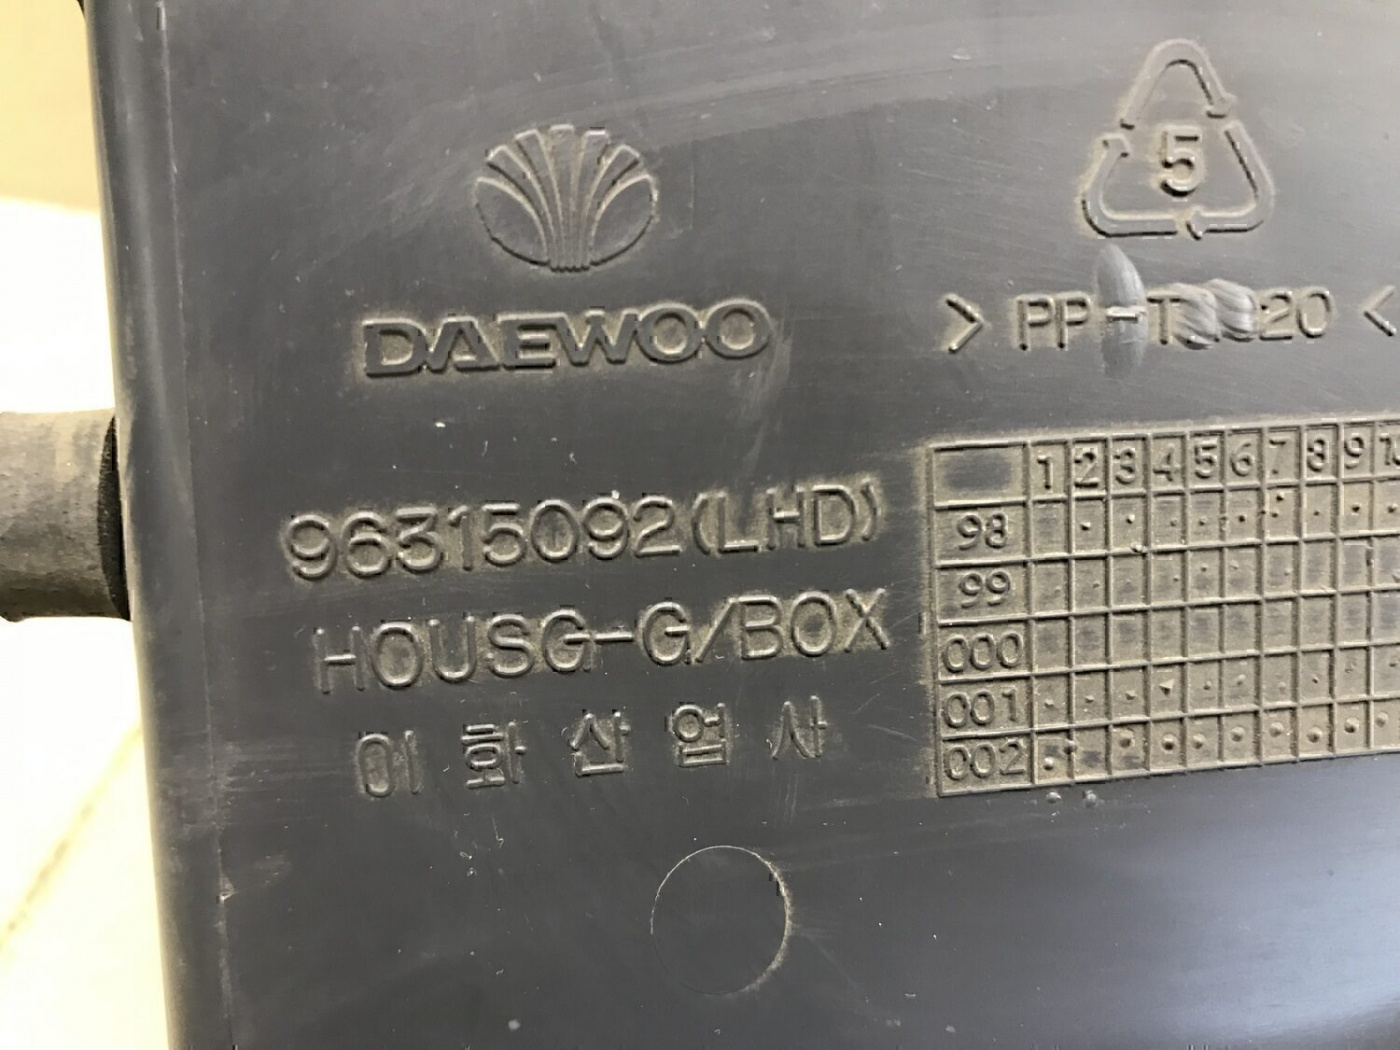 DAEWOO
96315092(LHD)
HOUSG-G/BOX
이 화 산 업 사
5
> PP-T 20 <
1 2 3 4 5 6 7 8 9 10
98
99
000
001
002